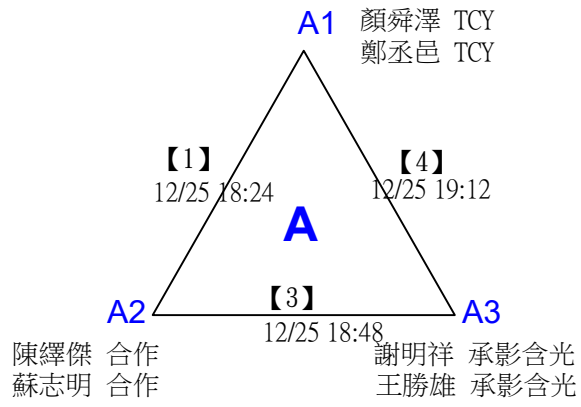 A1 顏舜澤 TCY
鄭丞邑 TCY
【1】
12/25 18:24
【4】
12/25 19:12
A
【3】
12/25 18:48
A2
陳繹傑 合作
蘇志明 合作
A3
謝明祥 承影含光
王勝雄 承影含光